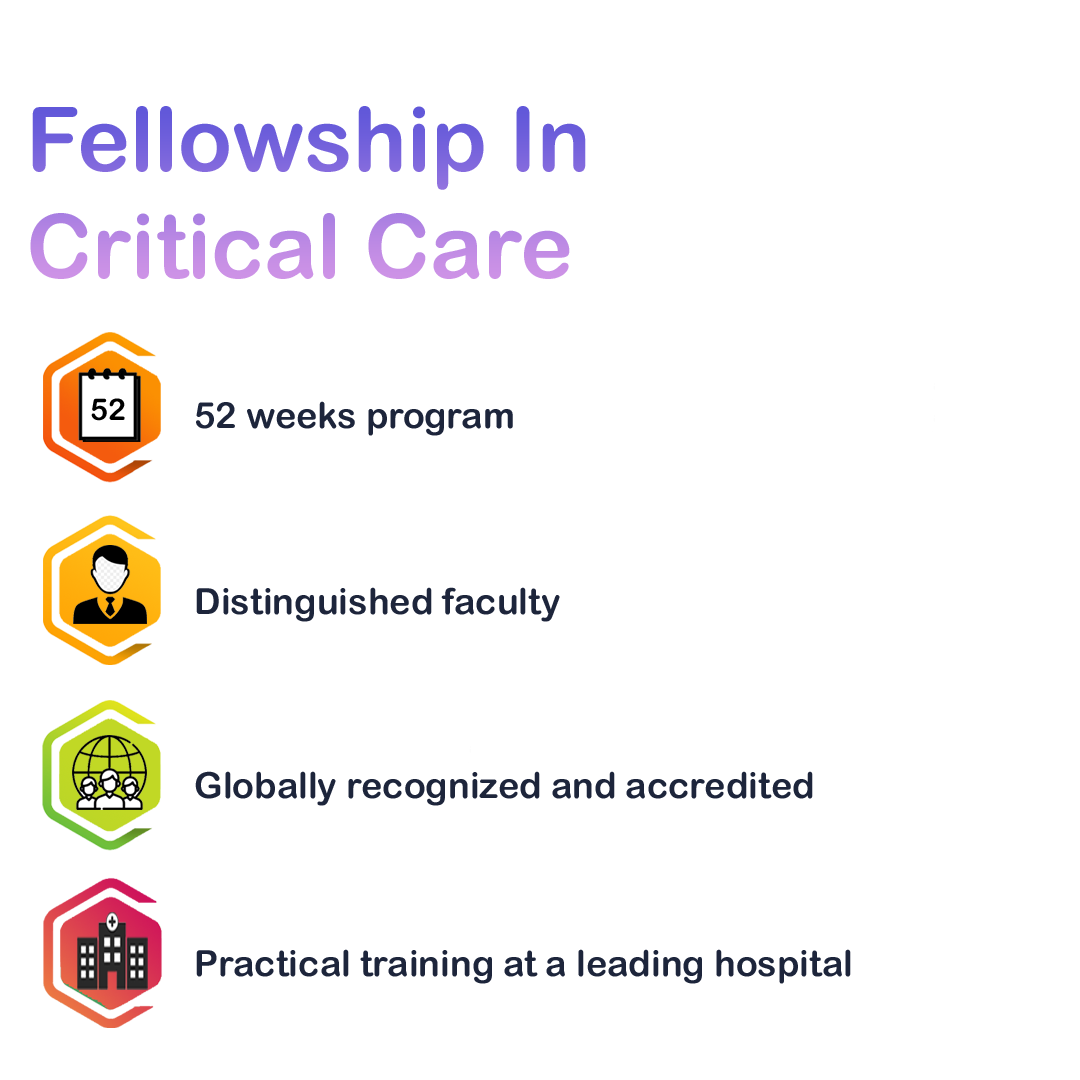 Fellowship In
Critical Care
52
52 weeks program
Distinguished faculty
Globally recognized and accredited
Practical training at a leading hospital